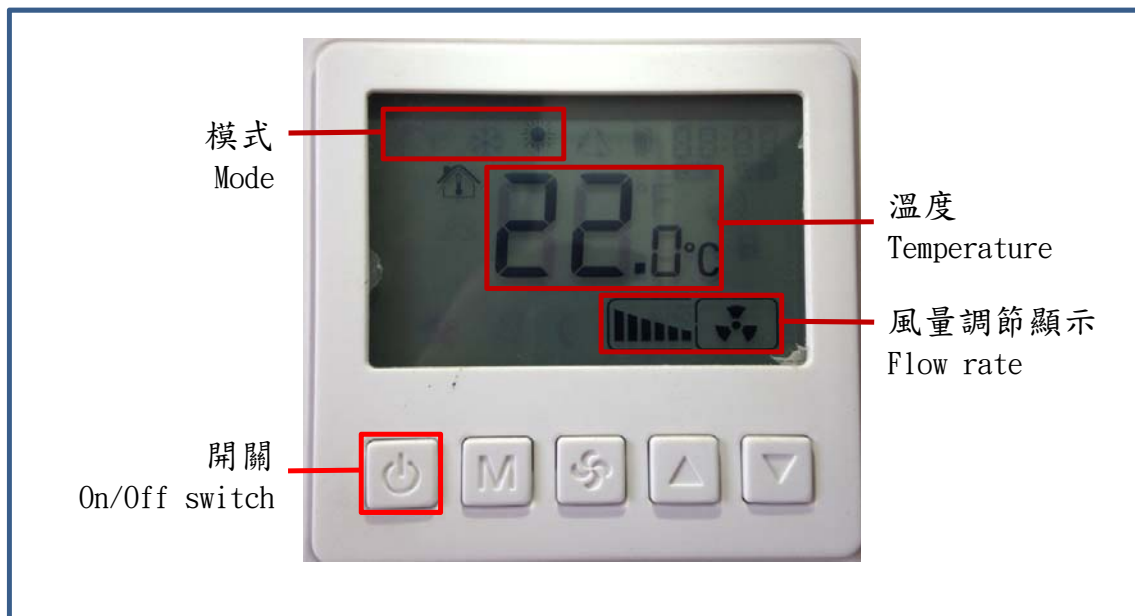 模式
Mode
22.0°C
溫度
Temperature
風量調節顯示
Flow rate
開關
On/Off switch
M